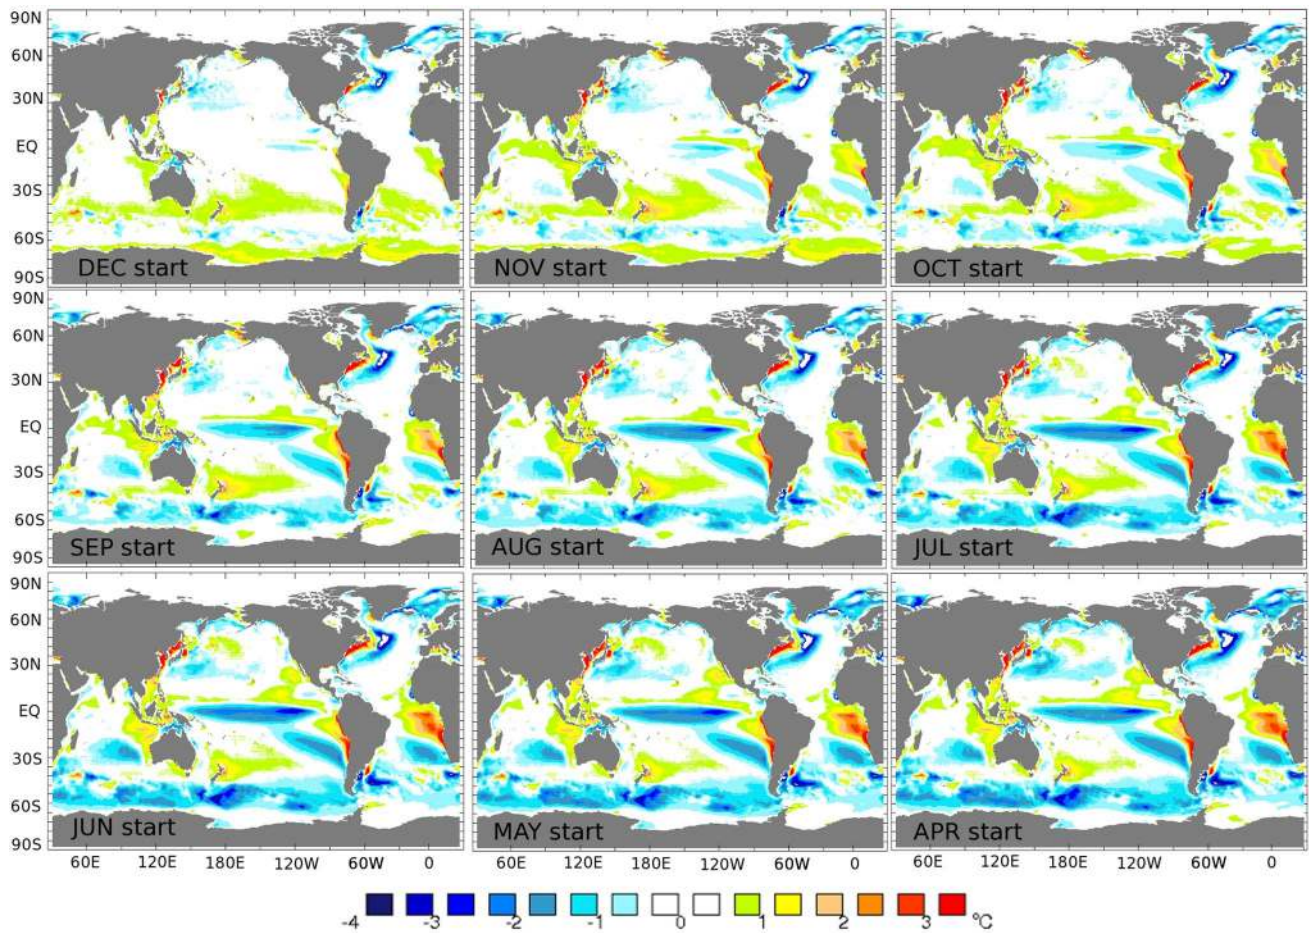 90N
60N
30N
EQ
30S
60S
90S
DEC start
NOV start
OCT start
90N
60N
30N
EQ
30S
60S
90S
SEP start
AUG start
JUL start
90N
60N
30N
EQ
30S
60S
90S
JUN start
MAY start
APR start
60E 120E 180E 120W 60W 0 60E 120E 180E 120W 60W 0 60E 120E 180E 120W 60W 0
-4 -3 -2 -1 0 1 2 3 °C